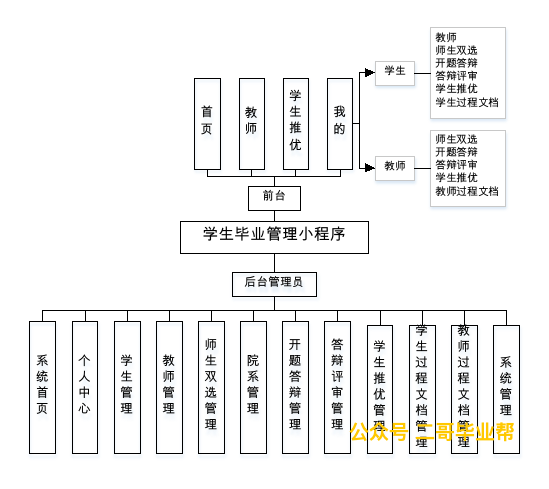 教师
师生双选
开题答辩
答辩评审
学生推优
学生过程文档
学生
首页
教师
学生推优
我的
教师
师生双选
开题答辩
答辩评审
学生推优
教师过程文档
前台
学生毕业管理小程序
后台管理员
系统首页
个人中心
学生管理
教师管理
师生双选管理
院系管理
开题答辩管理
答辩评审管理
学生推优管理
学生过程文档管理
教师过程文档管理
系统管理
公众号 二哥毕业帮